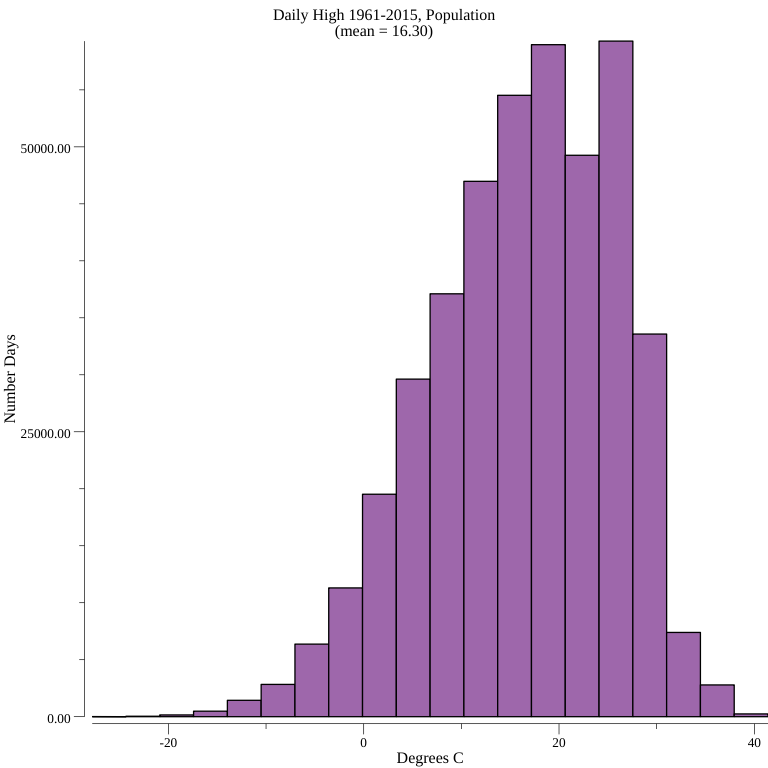 Daily High 1961-2015, Population
(mean = 16.30)
50000.00
25000.00
0.00
Number Days
-20
0
20
40
Degrees C